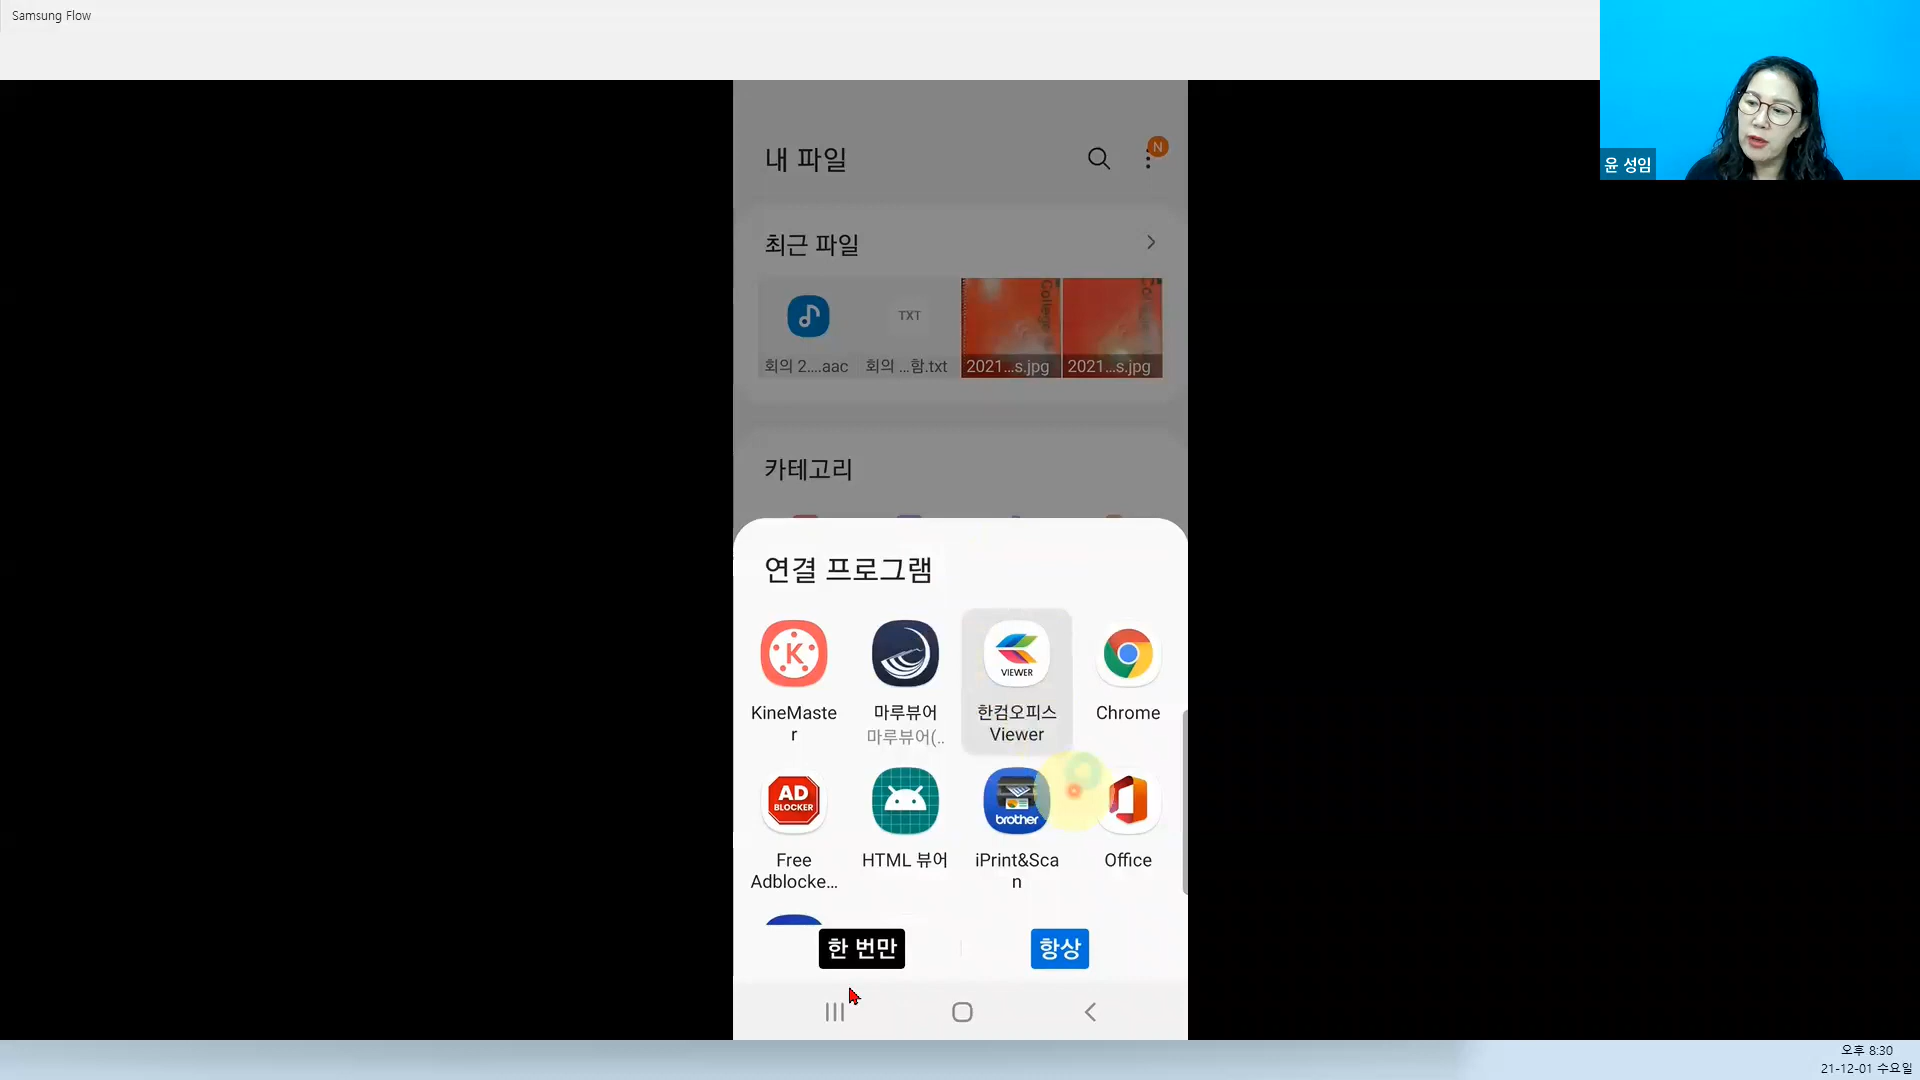 Samsung Flow
윤 성임
내 파일
N
최근 파일
TXT
College
회의 2....aac
회의 ...함.txt
2021...s.jpg
2021...s.jpg
카테고리
연결 프로그램
K
VIEWER
KineMaste
r
마루뷰어
마루뷰어(..
한컴오피스
Viewer
Chrome
AD
BLOCKER
brother
Free
Adblocke...
HTML 뷰어
iPrint&Sca
n
Office
한 번만
항상
오후 8:30
21-12-01 수요일